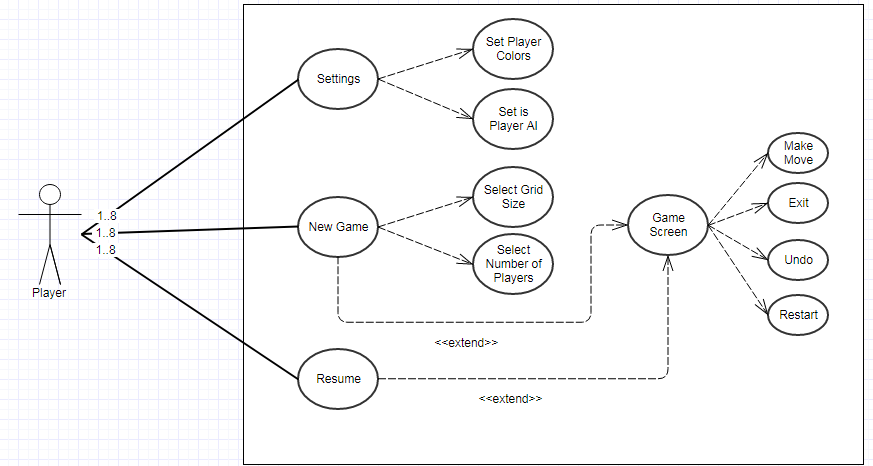 Set Player
Colors
Settings
Set is
Player AI
Make
Move
Select Grid
Size
Exit
1..8
1..8
1..8
New Game
Game
Screen
Select
Number of
Players
Undo
Player
Restart
<<extend>>
Resume
<<extend>>